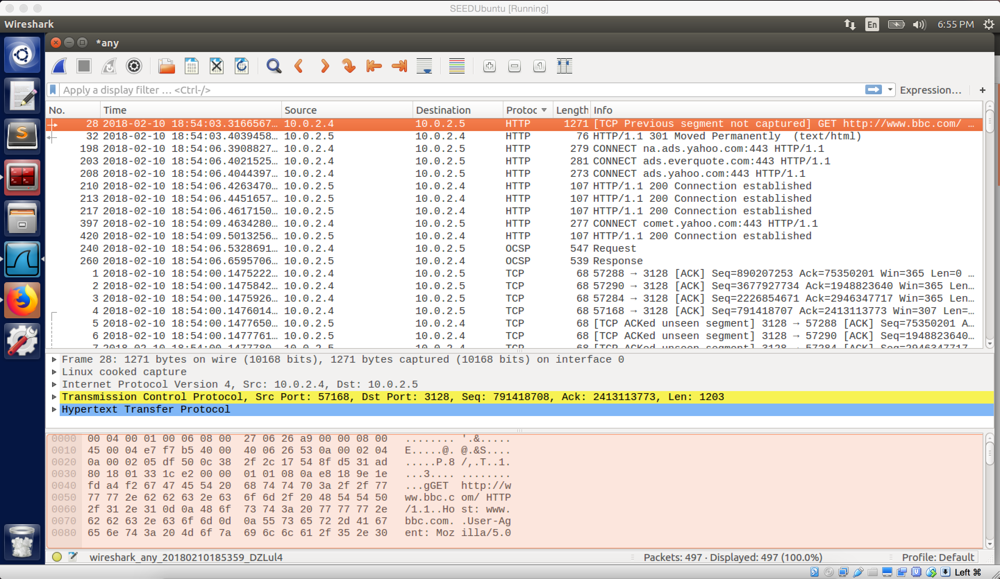 SEEDUbuntu [Running]
Wireshark
En
6:55 PM
*any
Apply a display filter … <Ctrl-/>
Expression…
+
No. Time Source Destination Protoc Length Info
28 2018-02-10 18:54:03.3166567… 10.0.2.4 10.0.2.5 HTTP 1271 [TCP Previous segment not captured] GET http://www.bbc.com/ …
32 2018-02-10 18:54:03.4039458… 10.0.2.5 10.0.2.4 HTTP 76 HTTP/1.1 301 Moved Permanently  (text/html)
198 2018-02-10 18:54:06.3908827… 10.0.2.4 10.0.2.5 HTTP 279 CONNECT na.ads.yahoo.com:443 HTTP/1.1
203 2018-02-10 18:54:06.4021525… 10.0.2.4 10.0.2.5 HTTP 281 CONNECT ads.everquote.com:443 HTTP/1.1
208 2018-02-10 18:54:06.4044397… 10.0.2.4 10.0.2.5 HTTP 273 CONNECT ads.yahoo.com:443 HTTP/1.1
210 2018-02-10 18:54:06.4263470… 10.0.2.5 10.0.2.4 HTTP 107 HTTP/1.1 200 Connection established
213 2018-02-10 18:54:06.4451657… 10.0.2.5 10.0.2.4 HTTP 107 HTTP/1.1 200 Connection established
217 2018-02-10 18:54:06.4617150… 10.0.2.5 10.0.2.4 HTTP 107 HTTP/1.1 200 Connection established
397 2018-02-10 18:54:09.4634280… 10.0.2.4 10.0.2.5 HTTP 277 CONNECT comet.yahoo.com:443 HTTP/1.1
420 2018-02-10 18:54:09.5013256… 10.0.2.5 10.0.2.4 HTTP 107 HTTP/1.1 200 Connection established
240 2018-02-10 18:54:06.5328691… 10.0.2.4 10.0.2.5 OCSP 547 Request
260 2018-02-10 18:54:06.6595706… 10.0.2.5 10.0.2.4 OCSP 539 Response
1 2018-02-10 18:54:00.1475222… 10.0.2.4 10.0.2.5 TCP 68 57288 → 3128 [ACK] Seq=890207253 Ack=75350201 Win=365 Len=0 …
2 2018-02-10 18:54:00.1475842… 10.0.2.4 10.0.2.5 TCP 68 57290 → 3128 [ACK] Seq=3677927734 Ack=1948823640 Win=365 Len…
3 2018-02-10 18:54:00.1475926… 10.0.2.4 10.0.2.5 TCP 68 57284 → 3128 [ACK] Seq=2226854671 Ack=2946347717 Win=365 Len…
4 2018-02-10 18:54:00.1476014… 10.0.2.4 10.0.2.5 TCP 68 57168 → 3128 [ACK] Seq=791418707 Ack=2413113773 Win=307 Len=…
5 2018-02-10 18:54:00.1477650… 10.0.2.5 10.0.2.4 TCP 68 [TCP ACKed unseen segment] 3128 → 57288 [ACK] Seq=75350201 A…
6 2018-02-10 18:54:00.1477761… 10.0.2.5 10.0.2.4 TCP 68 [TCP ACKed unseen segment] 3128 → 57290 [ACK] Seq=1948823640…
7 2018-02-10 18:54:00.1477780… 10.0.2.5 10.0.2.4 TCP 68 [TCP ACKed unseen segment] 3128 → 57284 [ACK] Seq=2946347717…
Frame 28: 1271 bytes on wire (10168 bits), 1271 bytes captured (10168 bits) on interface 0
Linux cooked capture
Internet Protocol Version 4, Src: 10.0.2.4, Dst: 10.0.2.5
Transmission Control Protocol, Src Port: 57168, Dst Port: 3128, Seq: 791418708, Ack: 2413113773, Len: 1203
Hypertext Transfer Protocol
0000 00 04 00 01 00 06 08 00 27 06 26 a9 00 00 08 00 ........ '.&.....
0010 45 00 04 e7 f7 b5 40 00 40 06 26 53 0a 00 02 04 E.....@. @.&S....
0020 0a 00 02 05 df 50 0c 38 2f 2c 17 54 8f d5 31 ad .....P.8 /,.T..1.
0030 80 18 01 33 1c e2 00 00 01 01 08 0a e8 18 9e 1e ...3.... ........
0040 fd a4 f2 67 47 45 54 20 68 74 74 70 3a 2f 2f 77 ...gGET  http://w
0050 77 77 2e 62 62 63 2e 63 6f 6d 2f 20 48 54 54 50 ww.bbc.c om/ HTTP
0060 2f 31 2e 31 0d 0a 48 6f 73 74 3a 20 77 77 77 2e /1.1..Ho st: www.
0070 62 62 63 2e 63 6f 6d 0d 0a 55 73 65 72 2d 41 67 bbc.com. .User-Ag
0080 65 6e 74 3a 20 4d 6f 7a 69 6c 6c 61 2f 35 2e 30 ent: Moz illa/5.0
wireshark_any_20180210185359_DZLul4
Packets: 497 · Displayed: 497 (100.0%)
Profile: Default
Left ⌘